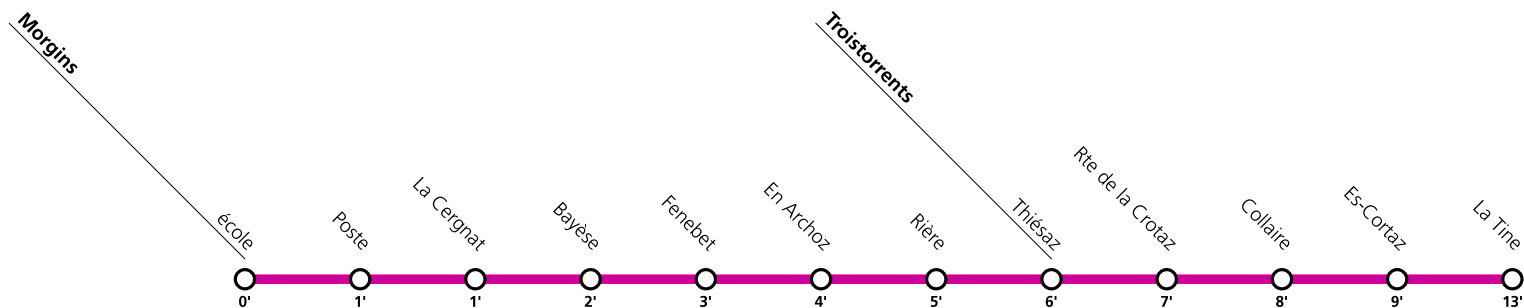 Morgins
école
Poste
La Cergnat
Bayèse
Fenebet
En Archoz
Rière
Troistorrents
Thiésaz
Rte de la Crotaz
Collaire
Es-Cortaz
La Tine
0' 1' 1' 2' 3' 4' 5' 6' 7' 8' 9' 13'